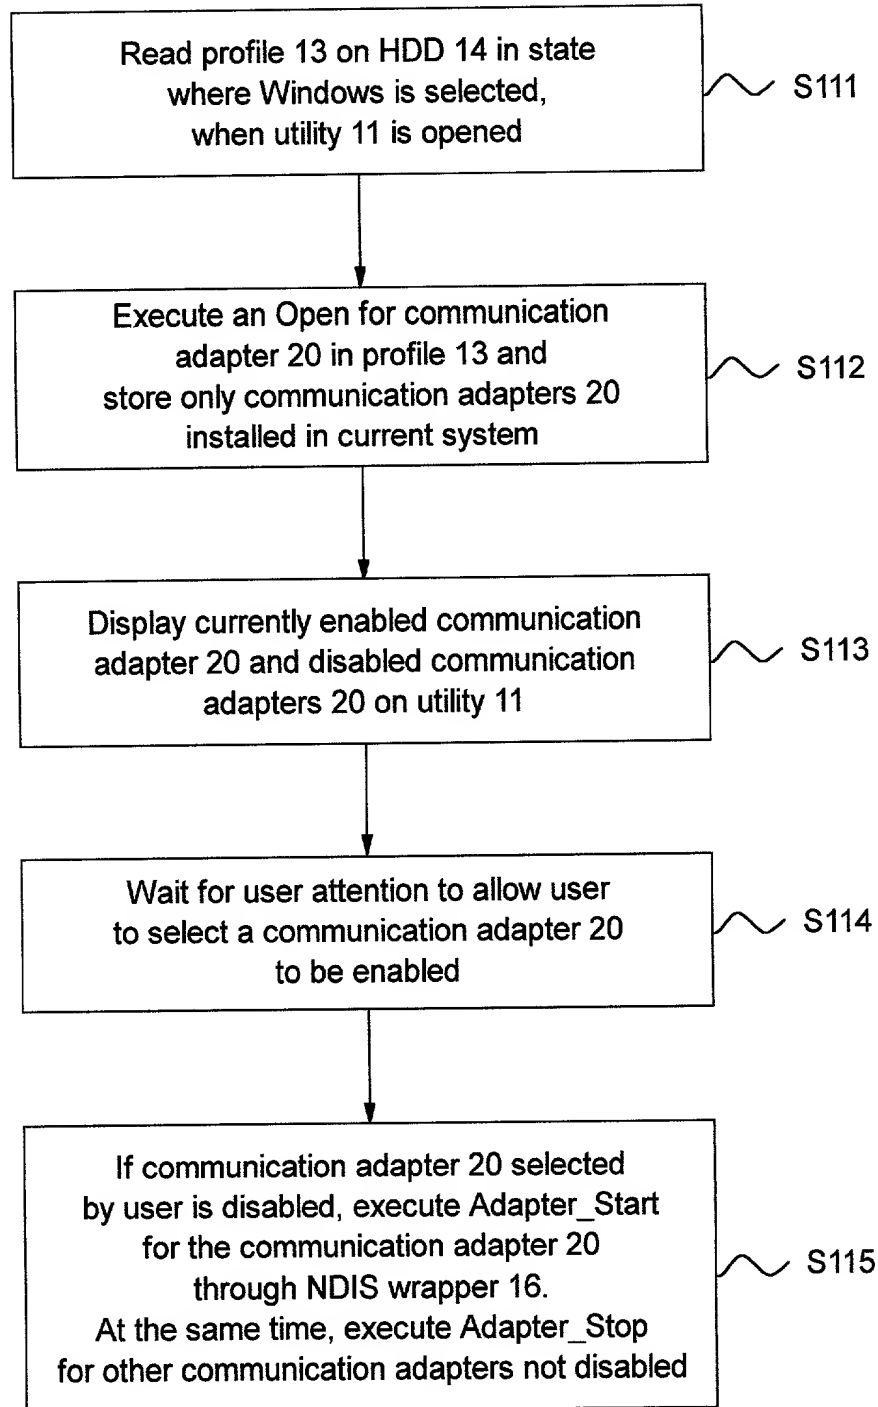 Read profile 13 on HDD 14 in state
where Windows is selected,
when utility 11 is opened
S111
Execute an Open for communication
adapter 20 in profile 13 and
store only communication adapters 20
installed in current system
S112
Display currently enabled communication
adapter 20 and disabled communication
adapters 20 on utility 11
S113
Wait for user attention to allow user
to select a communication adapter 20
to be enabled
S114
If communication adapter 20 selected
by user is disabled, execute Adapter_Start
for the communication adapter 20
through NDIS wrapper 16.
At the same time, execute Adapter_Stop
for other communication adapters not disabled
S115